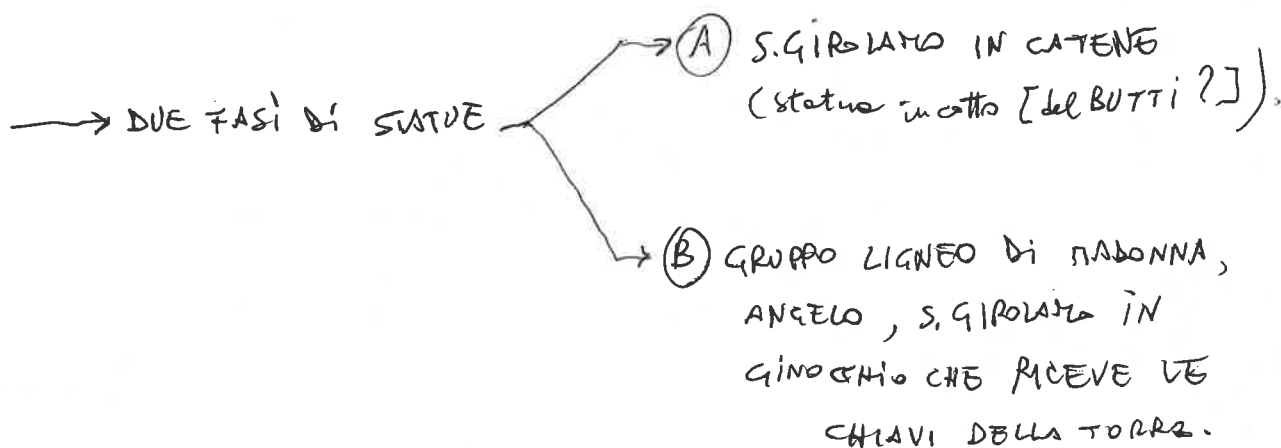 A S. GIROLAMO IN CATENE
(statua in cotto [del BUTTI ?]).
→ DUE FASI DI STATUE
B GRUPPO LIGNEO DI MADONNA,
ANGELO, S. GIROLAMO IN
GINOCCHIO CHE RICEVE LE
CHIAVI DELLA TORRE.